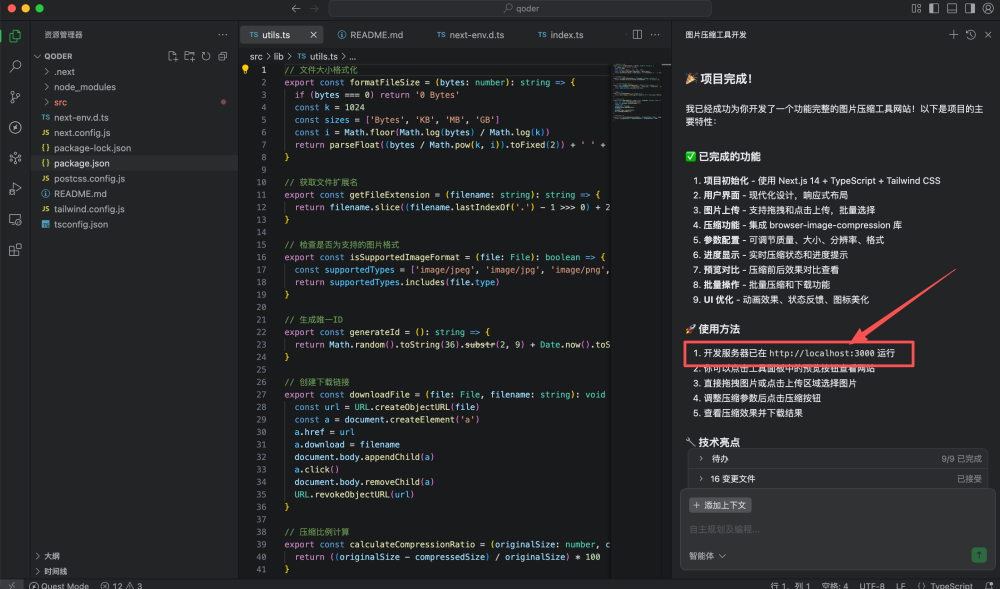 qoder
资源管理器
QODER
.next
node_modules
src
TS next-env.d.ts
JS next.config.js
{ } package-lock.json
{ } package.json
JS postcss.config.js
README.md
JS tailwind.config.js
tsconfig.json
大纲
时间线
TS utils.ts
README.md
TS next-env.d.ts
TS index.ts
src > lib > TS utils.ts > ...
1 // 文件大小格式化
2 export const formatFileSize = (bytes: number): string => {
3 if (bytes === 0) return '0 Bytes'
4 const k = 1024
5 const sizes = ['Bytes', 'KB', 'MB', 'GB']
6 const i = Math.floor(Math.log(bytes) / Math.log(k))
7 return parseFloat((bytes / Math.pow(k, i)).toFixed(2)) + ' ' +
8 }
9
10 // 获取文件扩展名
11 export const getFileExtension = (filename: string): string => {
12 return filename.slice((filename.lastIndexOf('.') - 1 >>> 0) + 2
13 }
14
15 // 检查是否为支持的图片格式
16 export const isSupportedImageFormat = (file: File): boolean => {
17 const supportedTypes = ['image/jpeg', 'image/jpg', 'image/png',
18 return supportedTypes.includes(file.type)
19 }
20
21 // 生成唯一ID
22 export const generateId = (): string => {
23 return Math.random().toString(36).substr(2, 9) + Date.now().toS
24 }
25
26 // 创建下载链接
27 export const downloadFile = (file: File, filename: string): void
28 const url = URL.createObjectURL(file)
29 const a = document.createElement('a')
30 a.href = url
31 a.download = filename
32 document.body.appendChild(a)
33 a.click()
34 document.body.removeChild(a)
35 URL.revokeObjectURL(url)
36 }
37
38 // 压缩比例计算
39 export const calculateCompressionRatio = (originalSize: number, c
40 return ((originalSize - compressedSize) / originalSize) * 100
41 }
图片压缩工具开发
🎉 项目完成！
我已经成功为你开发了一个功能完整的图片压缩工具网站！以下是项目的主
要特性：
✅ 已完成的功能
1. 项目初始化 - 使用 Next.js 14 + TypeScript + Tailwind CSS
2. 用户界面 - 现代化设计，响应式布局
3. 图片上传 - 支持拖拽和点击上传，批量选择
4. 压缩功能 - 集成 browser-image-compression 库
5. 参数配置 - 可调节质量、大小、分辨率、格式
6. 进度显示 - 实时压缩状态和进度提示
7. 预览对比 - 压缩前后效果对比查看
8. 批量操作 - 批量压缩和下载功能
9. UI 优化 - 动画效果、状态反馈、图标美化
🚀 使用方法
1. 开发服务器已在 http://localhost:3000 运行
2. 你可以点击工具面板中的预览按钮查看网站
3. 直接拖拽图片或点击上传区域选择图片
4. 调整压缩参数后点击压缩按钮
5. 查看压缩效果并下载结果
🔧 技术亮点
待办 9/9 已完成
16 变更文件 已接受
+ 添加上下文
自主规划及编程...
智能体
Quest Mode 12 3
行 1，列 1 空格: 4 UTF-8 LF { } TypeScript